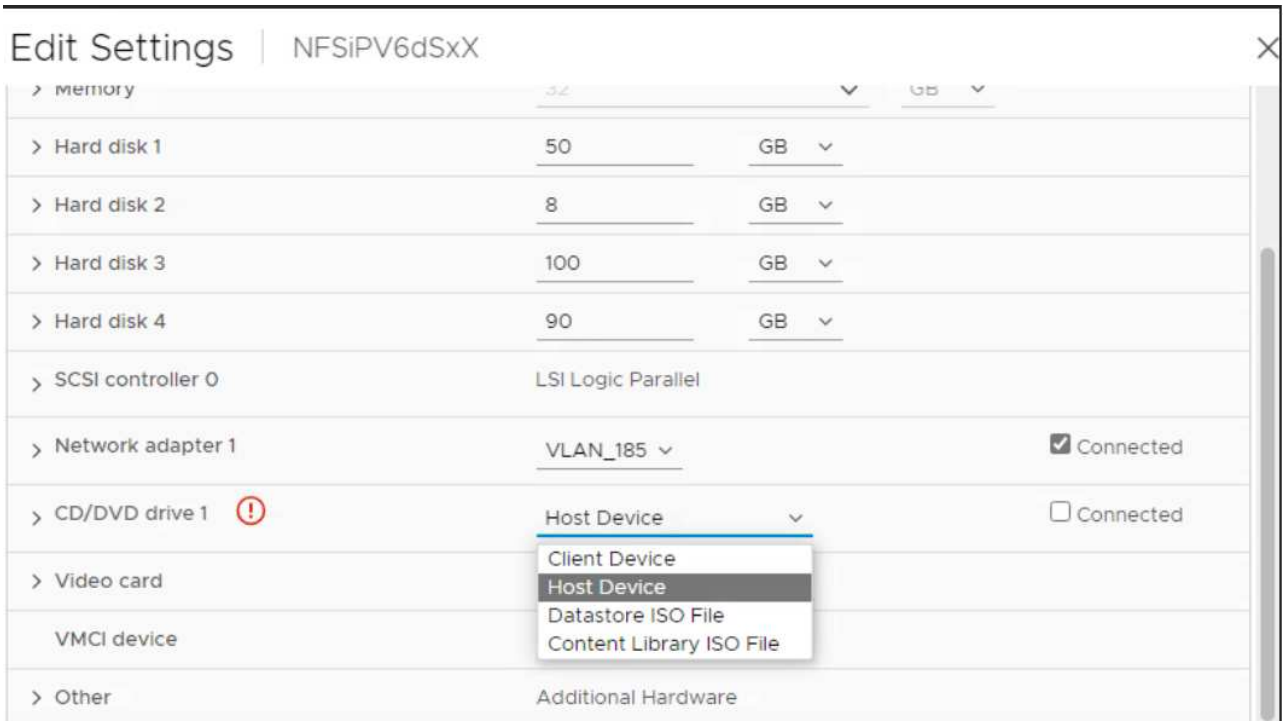 Edit Settings | NFSiPV6dSxX
Memory 32 GB
Hard disk 1 50 GB
Hard disk 2 8 GB
Hard disk 3 100 GB
Hard disk 4 90 GB
SCSI controller 0 LSI Logic Parallel
Network adapter 1 VLAN_185 Connected
CD/DVD drive 1 Host Device Connected
Client Device
Video card Host Device
Datastore ISO File
VMCI device
Content Library ISO File
Other Additional Hardware